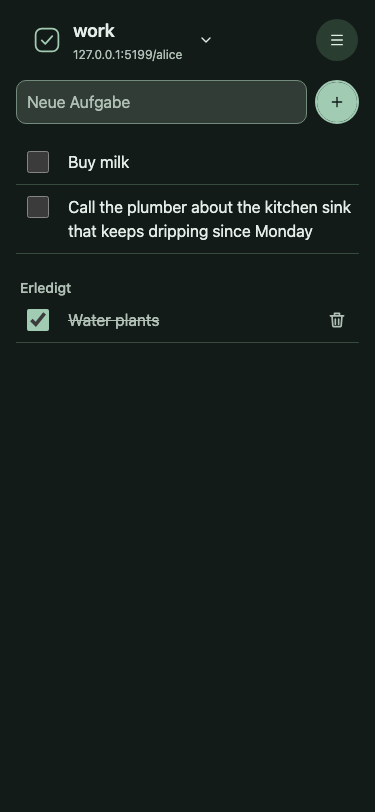 work
127.0.0.1:5199/alice
Neue Aufgabe
Buy milk
Call the plumber about the kitchen sink
that keeps dripping since Monday
Erledigt
Water plants